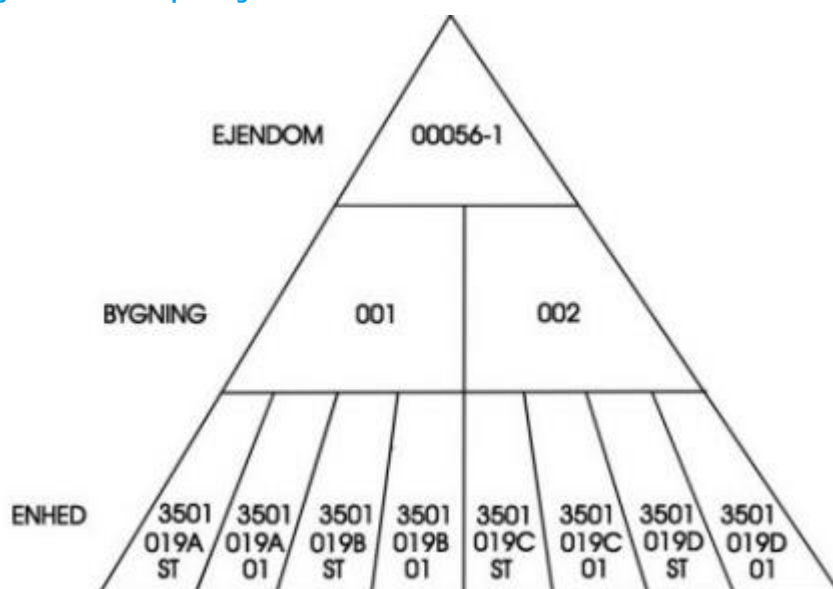 EJENDOM 00056-1
BYGNING 001 002
3501 3501 3501 3501 3501 3501 3501 3501
ENHED 019A 019A 019B 019B 019C 019C 019D 019D
ST 01 ST 01 ST 01 ST 01